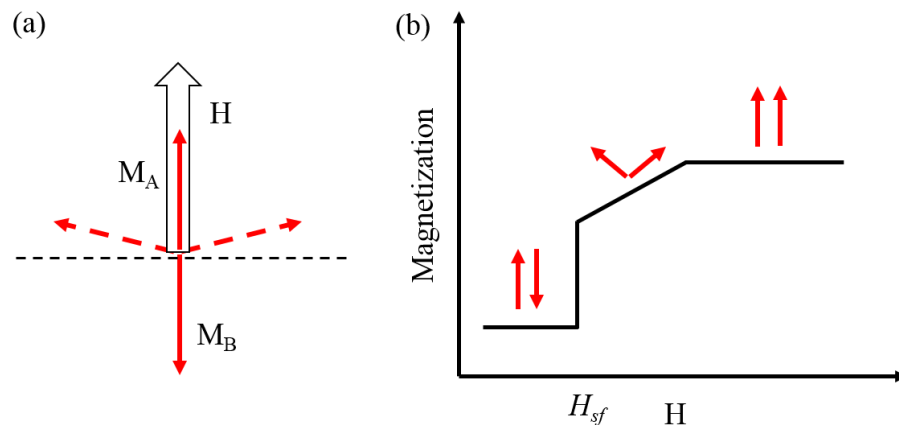 (a)
H
M_A
M_B
(b)
Magnetization
H_sf
H